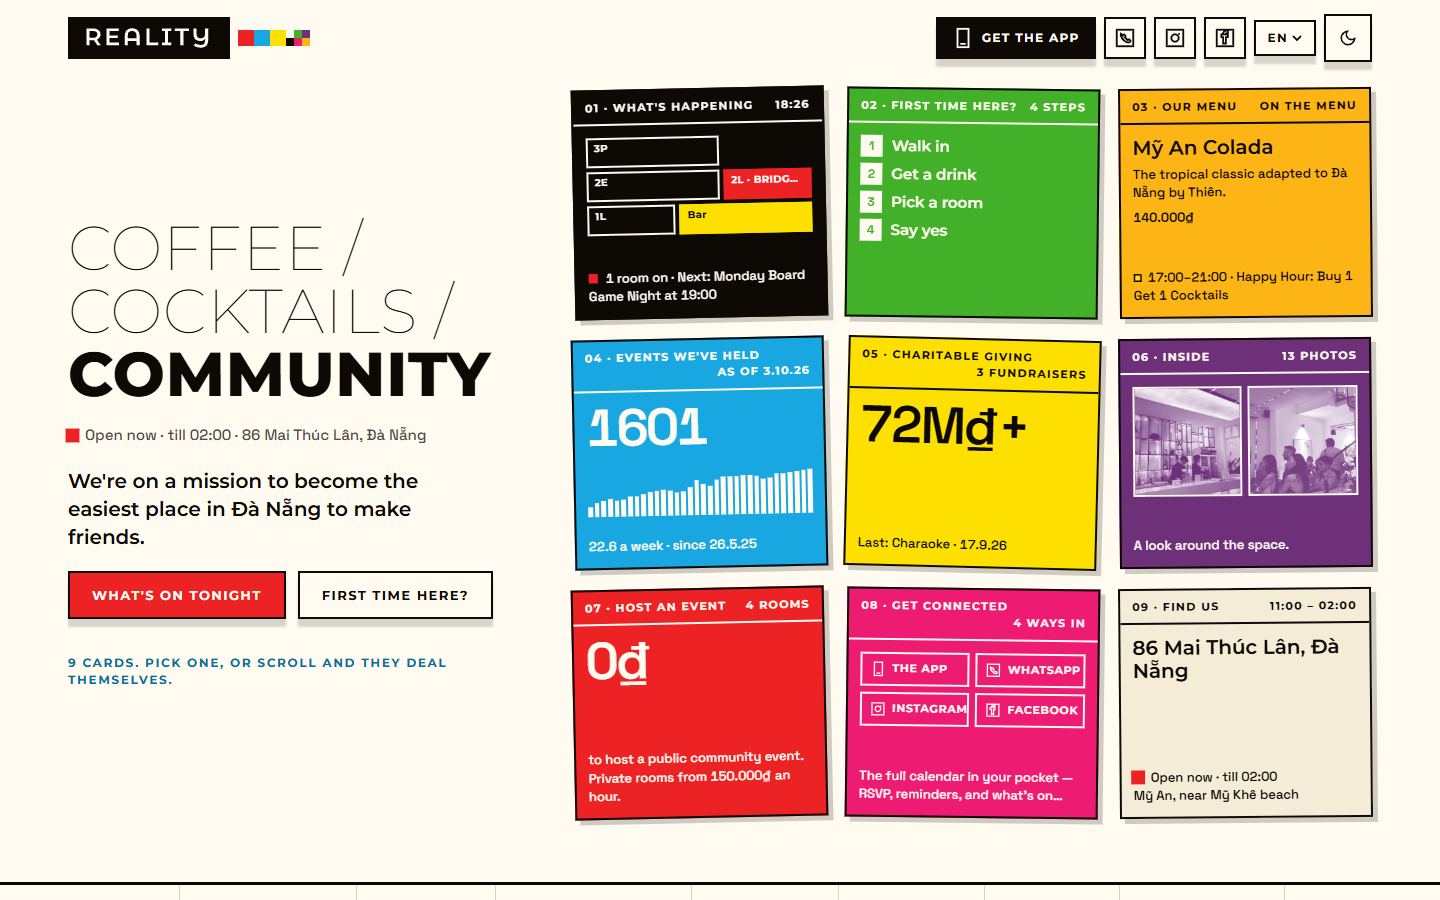 REALITY
GET THE APP
EN
COFFEE /
COCKTAILS /
COMMUNITY
Open now · till 02:00 · 86 Mai Thúc Lân, Đà Nẵng
We're on a mission to become the
easiest place in Đà Nẵng to make
friends.
WHAT'S ON TONIGHT
FIRST TIME HERE?
9 CARDS. PICK ONE, OR SCROLL AND THEY DEAL
THEMSELVES.
01 · WHAT'S HAPPENING 18:26
3P
2E
2L · BRIDG...
1L
Bar
1 room on · Next: Monday Board
Game Night at 19:00
02 · FIRST TIME HERE? 4 STEPS
1 Walk in
2 Get a drink
3 Pick a room
4 Say yes
03 · OUR MENU ON THE MENU
Mỹ An Colada
The tropical classic adapted to Đà
Nẵng by Thiên.
140.000₫
17:00–21:00 · Happy Hour: Buy 1
Get 1 Cocktails
04 · EVENTS WE'VE HELD
AS OF 3.10.26
1601
22.6 a week · since 26.5.25
05 · CHARITABLE GIVING
3 FUNDRAISERS
72M₫+
Last: Charaoke · 17.9.26
06 · INSIDE 13 PHOTOS
A look around the space.
07 · HOST AN EVENT 4 ROOMS
0₫
to host a public community event.
Private rooms from 150.000₫ an
hour.
08 · GET CONNECTED
4 WAYS IN
THE APP
WHATSAPP
INSTAGRAM
FACEBOOK
The full calendar in your pocket —
RSVP, reminders, and what's on...
09 · FIND US 11:00 – 02:00
86 Mai Thúc Lân, Đà
Nẵng
Open now · till 02:00
Mỹ An, near Mỹ Khê beach